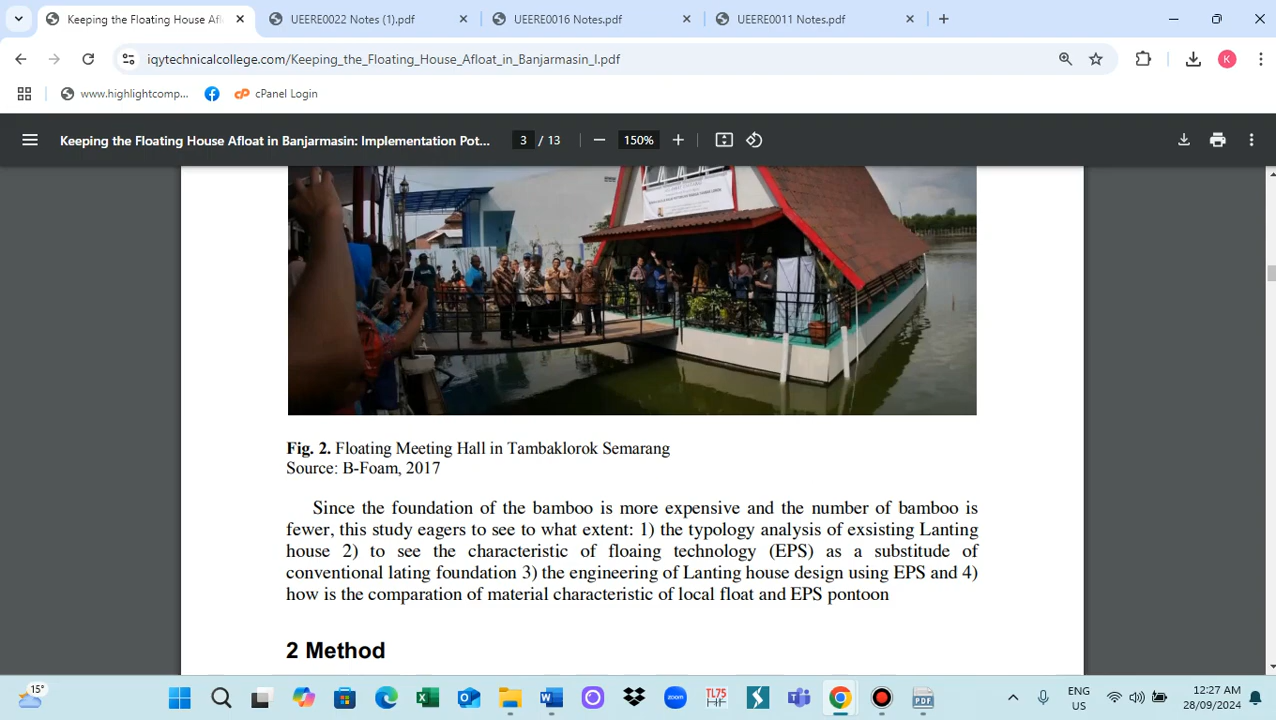 Keeping the Floating House Afl
UEERE0022 Notes (1).pdf
UEERE0016 Notes.pdf
UEERE0011 Notes.pdf
iqytechnicalcollege.com/Keeping_the_Floating_House_Afloat_in_Banjarmasin_I.pdf
K
www.highlightcomp...
cPanel Login
Keeping the Floating House Afloat in Banjarmasin: Implementation Pot...
3 / 13
150%
Fig. 2. Floating Meeting Hall in Tambaklorok Semarang
Source: B-Foam, 2017
Since the foundation of the bamboo is more expensive and the number of bamboo is
fewer, this study eagers to see to what extent: 1) the typology analysis of exsisting Lanting
house 2) to see the characteristic of floaing technology (EPS) as a substitude of
conventional lating foundation 3) the engineering of Lanting house design using EPS and 4)
how is the comparation of material characteristic of local float and EPS pontoon
2 Method
15°
zoom
TL75
ENG
US
12:27 AM
28/09/2024